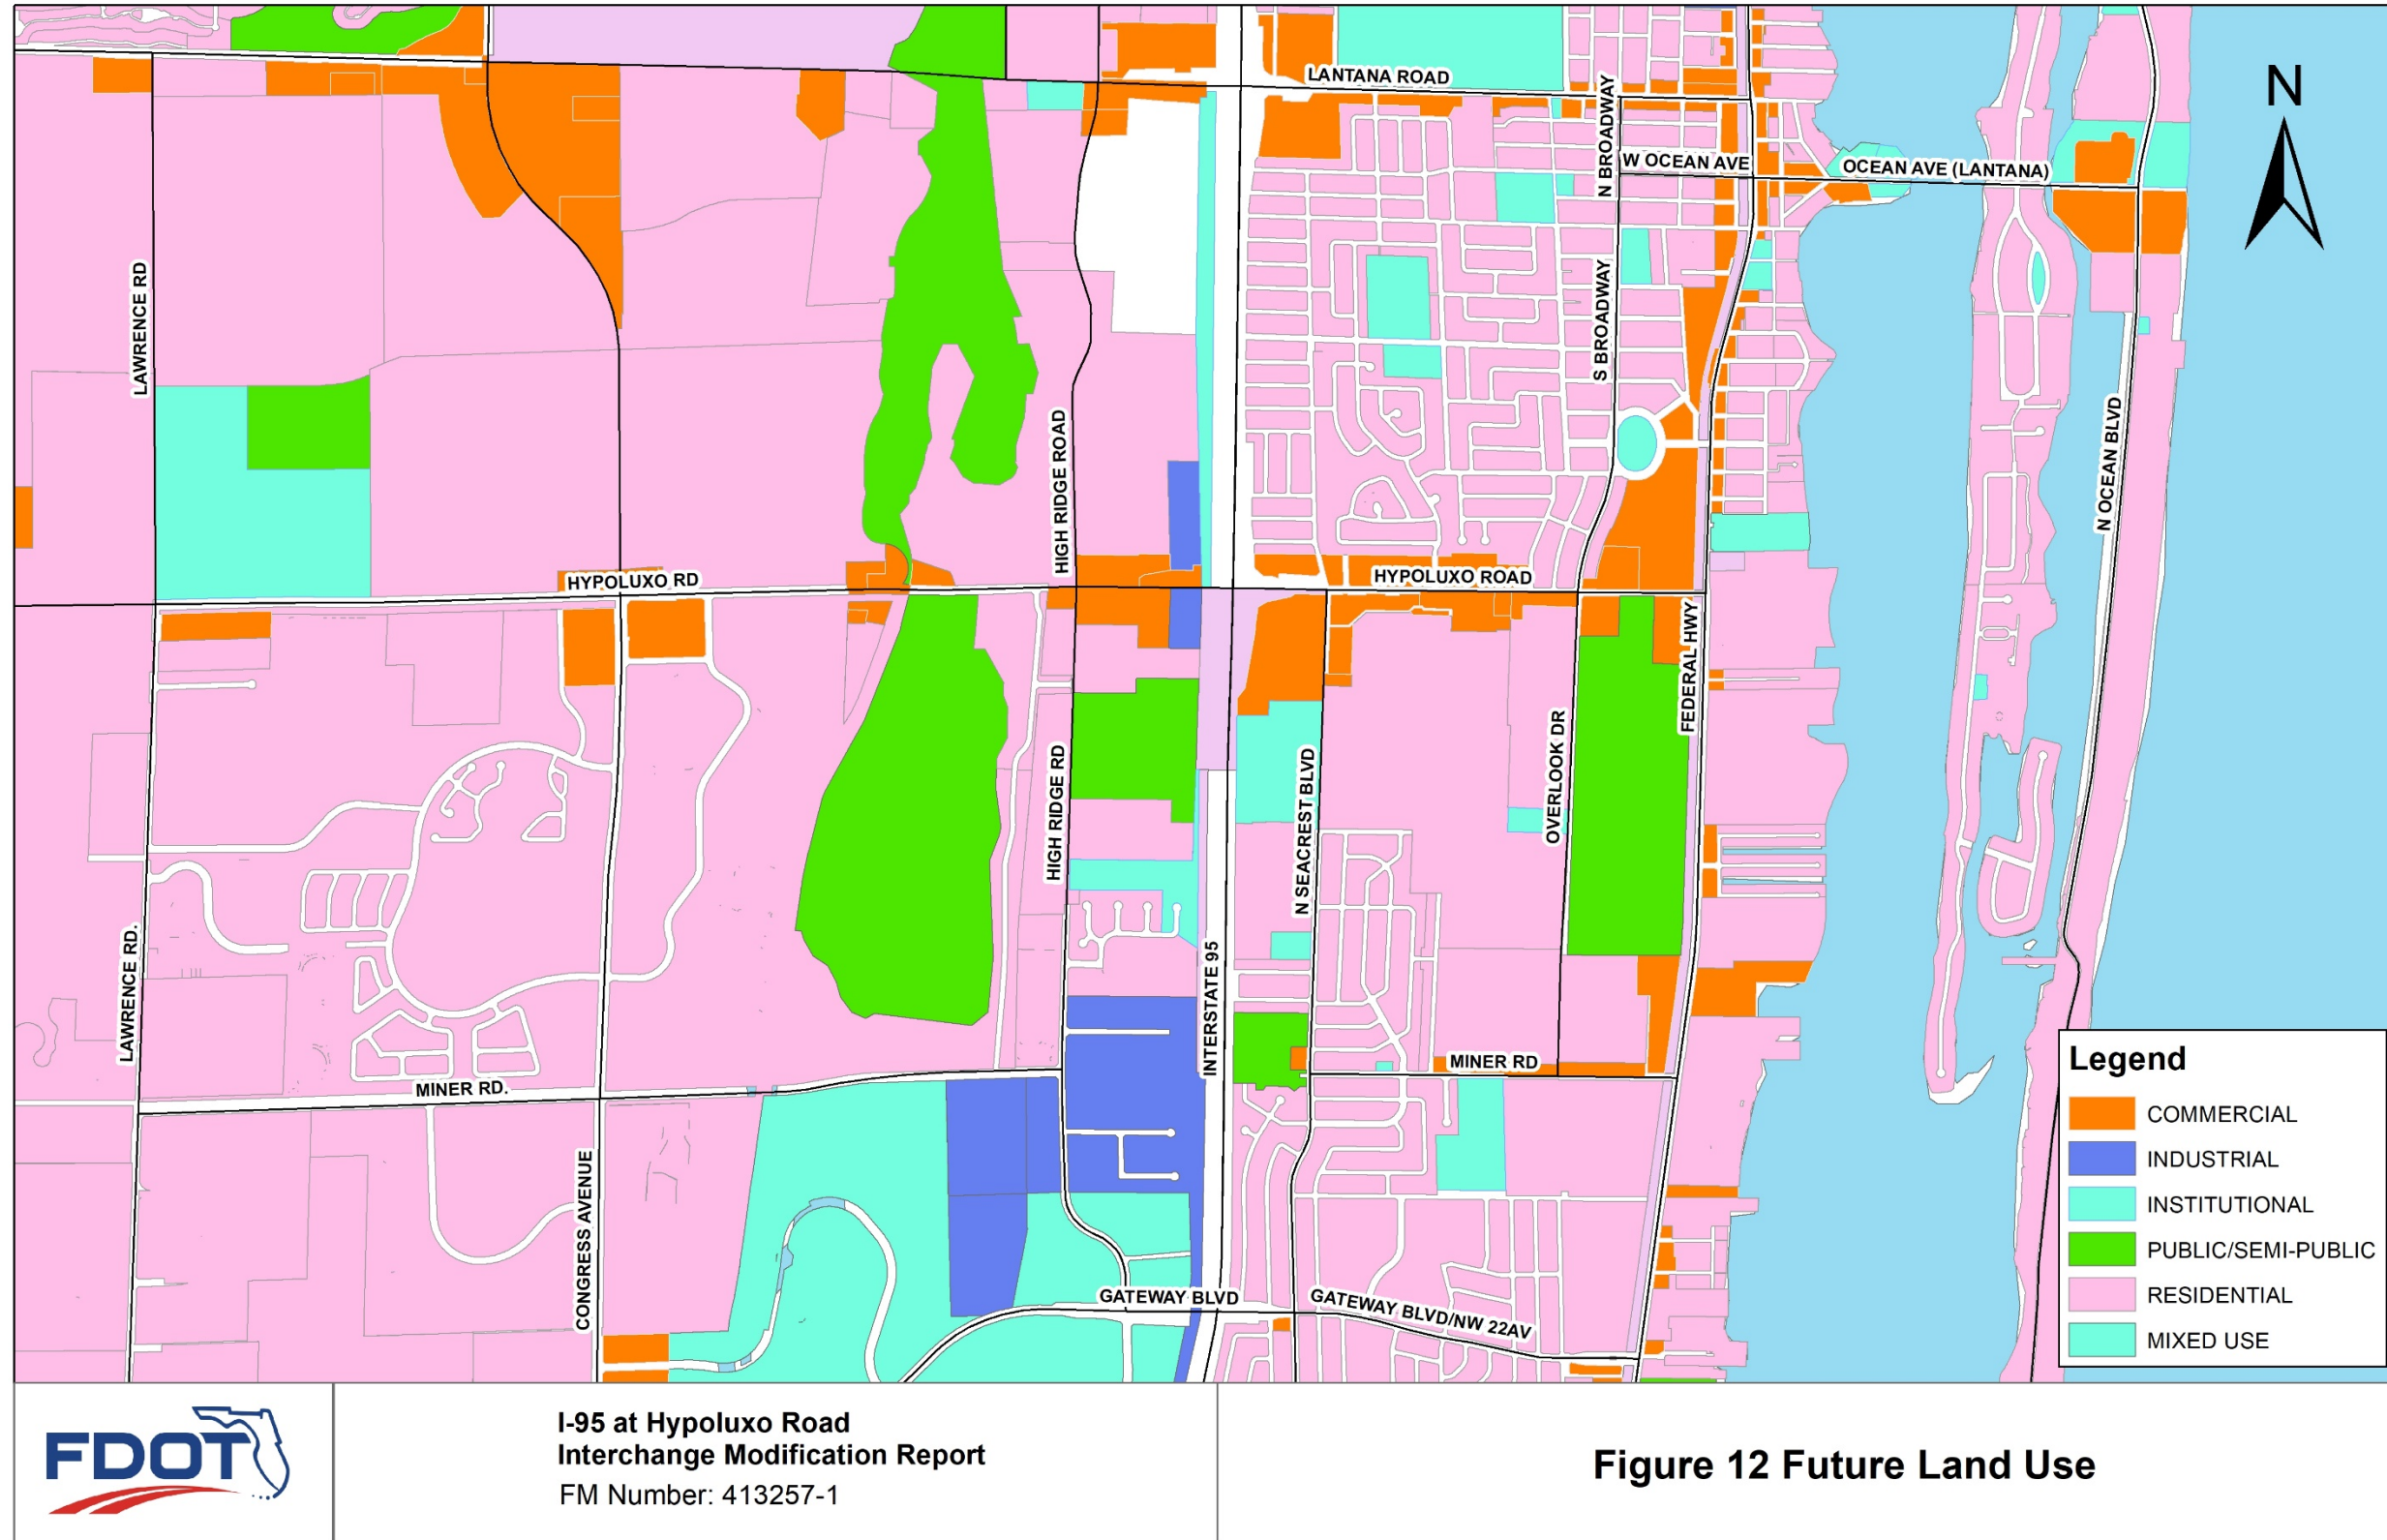 LANTANA ROAD
N
N BROADWAY
W OCEAN AVE
OCEAN AVE (LANTANA)
LAWRENCE RD
S BROADWAY
HIGH RIDGE ROAD
N OCEAN BLVD
HYPOLUXO RD
HYPOLUXO ROAD
FEDERAL HWY
OVERLOOK DR
HIGH RIDGE RD
N SEACREST BLVD
LAWRENCE RD.
INTERSTATE 95
MINER RD
MINER RD.
CONGRESS AVENUE
GATEWAY BLVD
GATEWAY BLVD/NW 22AV
Legend
COMMERCIAL
INDUSTRIAL
INSTITUTIONAL
PUBLIC/SEMI-PUBLIC
RESIDENTIAL
MIXED USE
FDOT
I-95 at Hypoluxo Road
Interchange Modification Report
FM Number: 413257-1
Figure 12 Future Land Use